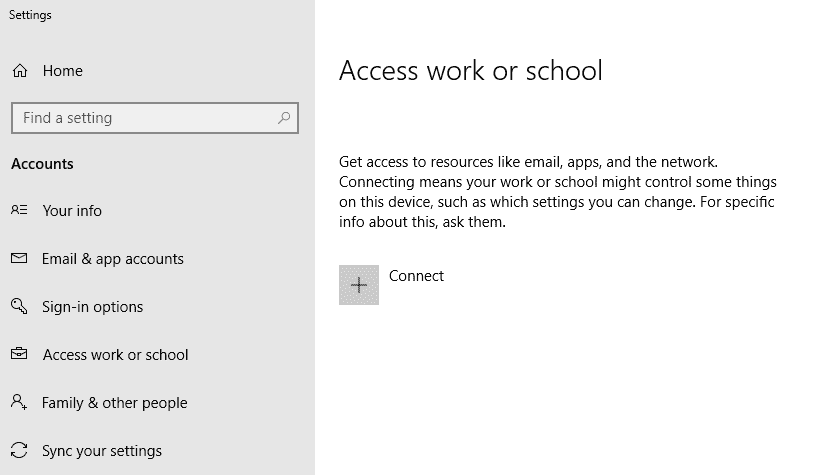 Settings
Home
Find a setting
Accounts
Your info
Email & app accounts
Sign-in options
Access work or school
Family & other people
Sync your settings
Access work or school
Get access to resources like email, apps, and the network.
Connecting means your work or school might control some things
on this device, such as which settings you can change. For specific
info about this, ask them.
Connect